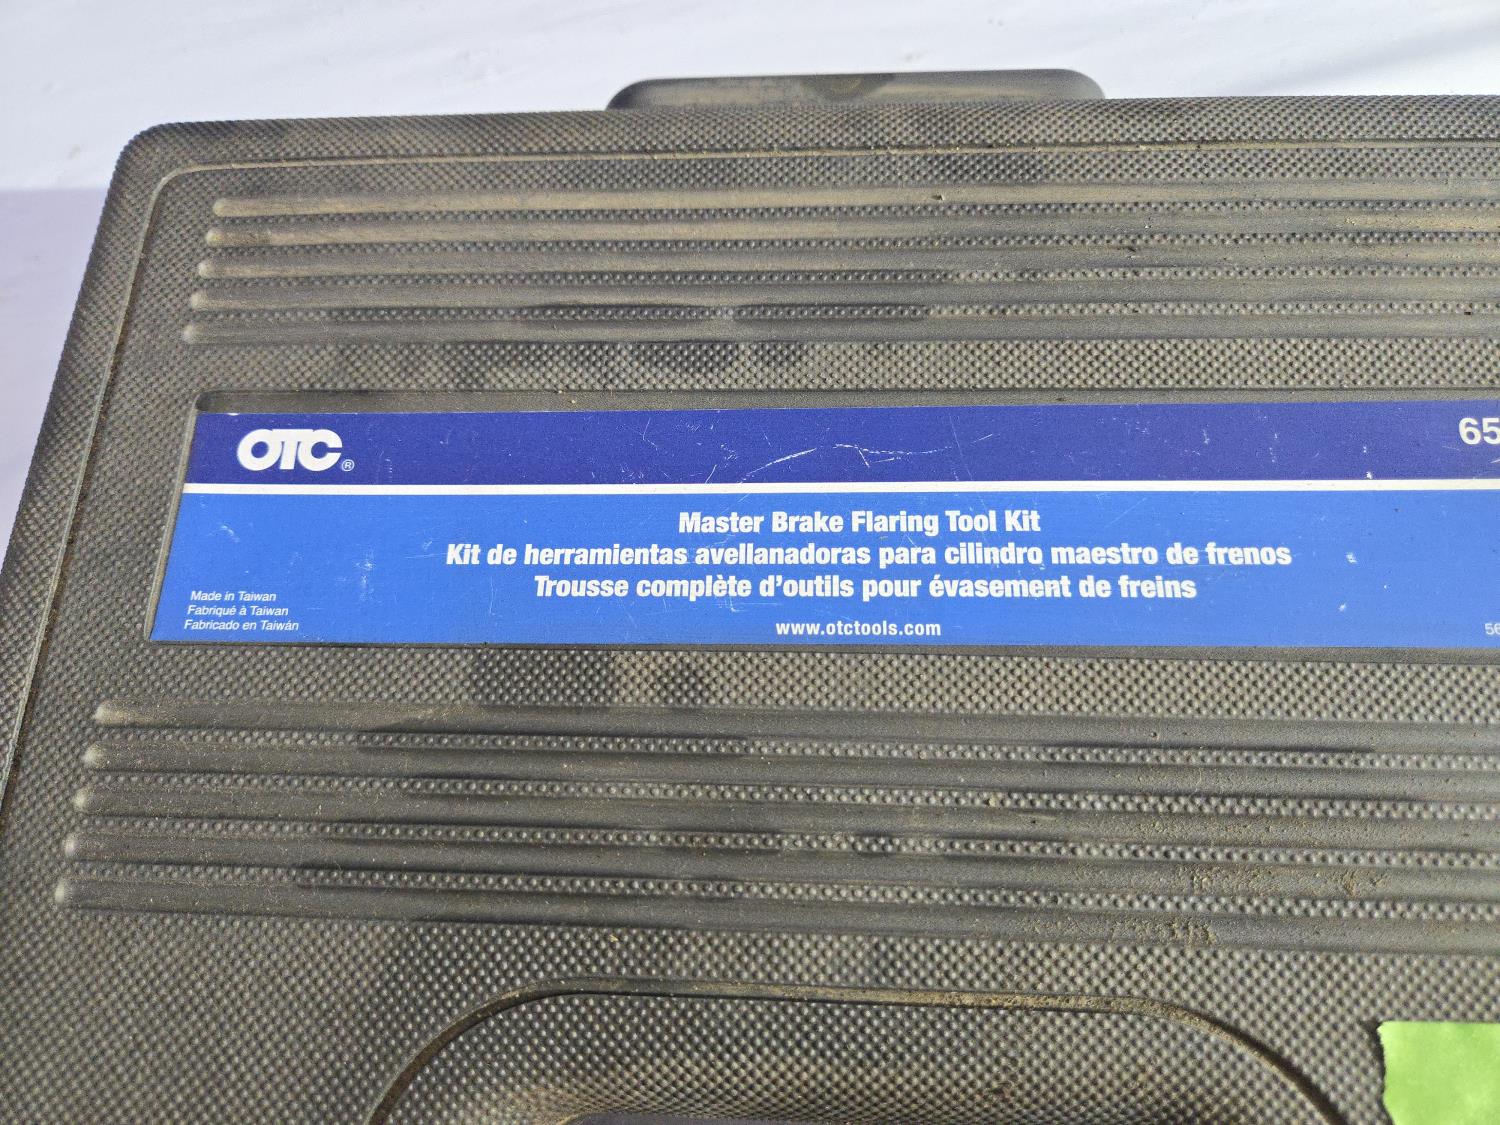 OTC®
65
Master Brake Flaring Tool Kit
Kit de herramientas avellanadoras para cilindro maestro de frenos
Trousse complète d'outils pour évasement de freins
Made in Taiwan
Fabriqué à Taiwan
Fabricado en Taiwán
www.otctools.com
56